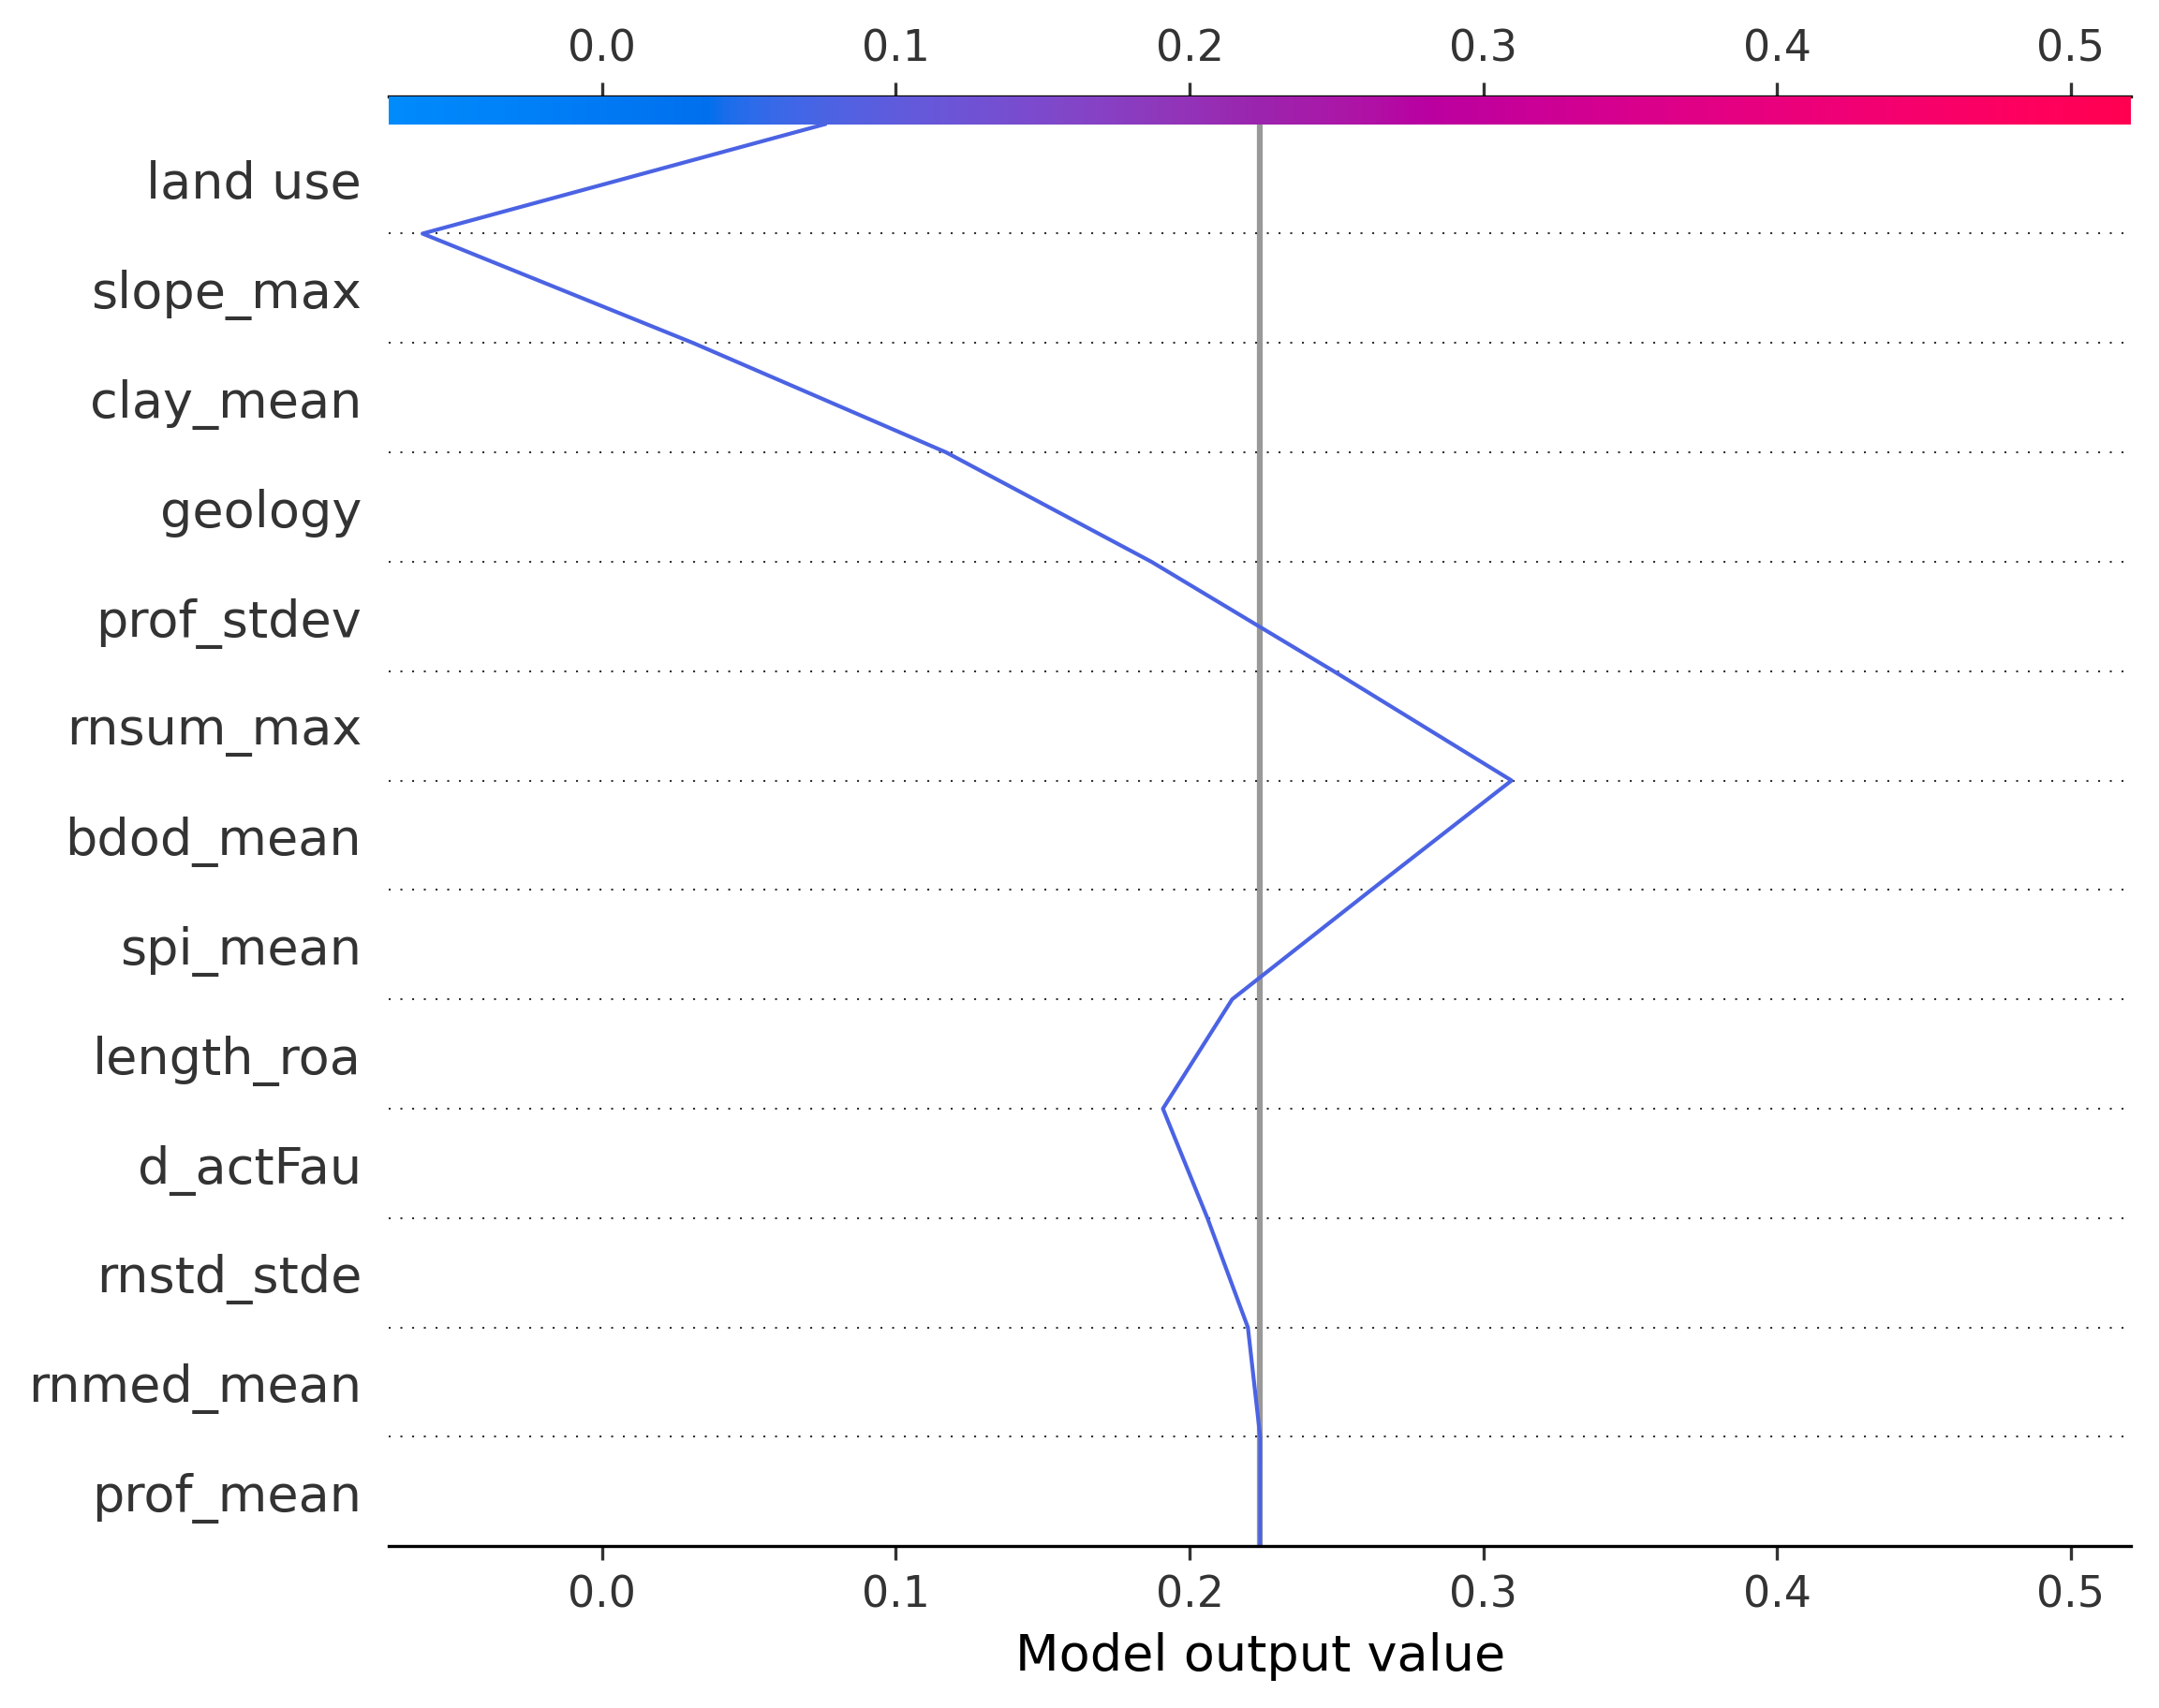 0.0 0.1 0.2 0.3 0.4 0.5
land use
slope_max
clay_mean
geology
prof_stdev
rnsum_max
bdod_mean
spi_mean
length_roa
d_actFau
rnstd_stde
rnmed_mean
prof_mean
0.0 0.1 0.2 0.3 0.4 0.5
Model output value